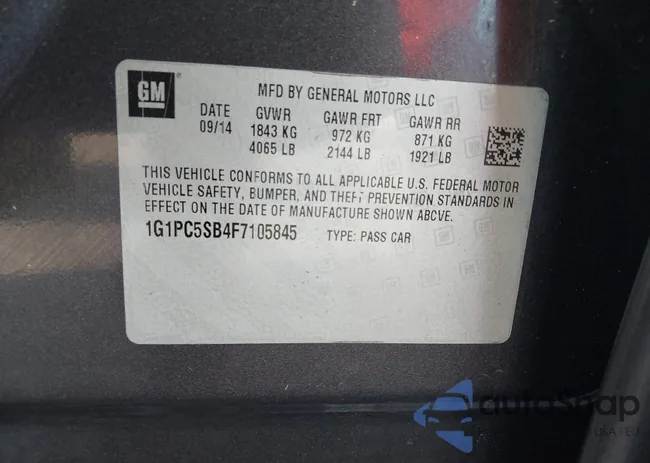 GM
MFD BY GENERAL MOTORS LLC
DATE GVWR GAWR FRT GAWR RR
09/14 1843 KG 972 KG 871 KG
4065 LB 2144 LB 1921 LB
THIS VEHICLE CONFORMS TO ALL APPLICABLE U.S. FEDERAL MOTOR
VEHICLE SAFETY, BUMPER, AND THEFT PREVENTION STANDARDS IN
EFFECT ON THE DATE OF MANUFACTURE SHOWN ABOVE.
1G1PC5SB4F7105845 TYPE: PASS CAR
autoSnap
USA - EU